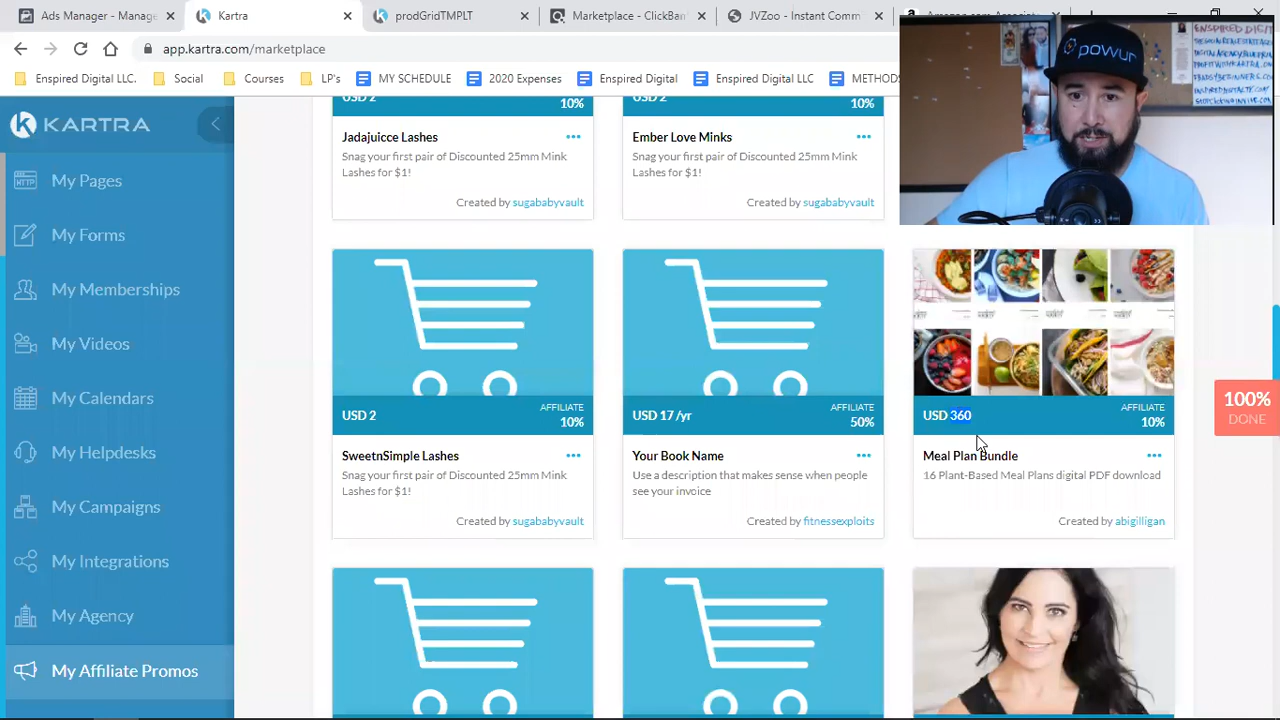 Ads Manager - Manage
Kartra
prodGridTMPLT
Marketplace - ClickBan
JVZoo - Instant Comm
app.kartra.com/marketplace
Enspired Digital LLC.
Social
Courses
LP's
MY SCHEDULE
2020 Expenses
Enspired Digital
Enspired Digital LLC
METHODS
powur
KARTRA
My Pages
My Forms
My Memberships
My Videos
My Calendars
My Helpdesks
My Campaigns
My Integrations
My Agency
My Affiliate Promos
USD 2
10%
Jadajuicce Lashes
Snag your first pair of Discounted 25mm Mink
Lashes for $1!
Created by sugababyvault
USD 2
10%
Ember Love Minks
Snag your first pair of Discounted 25mm Mink
Lashes for $1!
Created by sugababyvault
USD 2
AFFILIATE
10%
SweetnSimple Lashes
Snag your first pair of Discounted 25mm Mink
Lashes for $1!
Created by sugababyvault
USD 17 /yr
AFFILIATE
50%
Your Book Name
Use a description that makes sense when people
see your invoice
Created by fitnessexploits
USD 360
AFFILIATE
10%
Meal Plan Bundle
16 Plant-Based Meal Plans digital PDF download
Created by abigilligan
100%
DONE